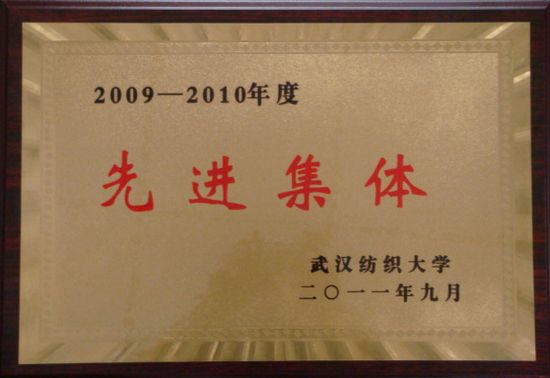 2009—2010年度
先进集体
武汉纺织大学
二〇一一年九月